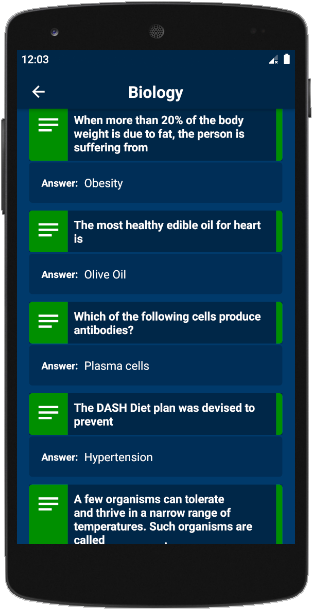 12:03
Biology
When more than 20% of the body
weight is due to fat, the person is
suffering from
Answer: Obesity
The most healthy edible oil for heart
is
Answer: Olive Oil
Which of the following cells produce
antibodies?
Answer: Plasma cells
The DASH Diet plan was devised to
prevent
Answer: Hypertension
A few organisms can tolerate
and thrive in a narrow range of
temperatures. Such organisms are
called ____________.